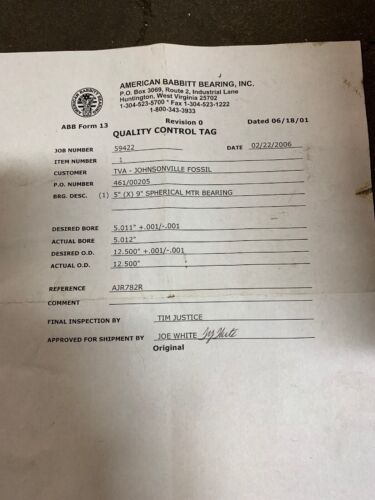 AMERICAN BABBITT BEARING, INC.
P.O. Box 3069, Route 2, Industrial Lane
Huntington, West Virginia 25702
1-304-523-5700 * Fax 1-304-523-1222
1-800-343-3933
ABB Form 13 Revision 0 Dated 06/18/01
QUALITY CONTROL TAG
JOB NUMBER 59422 DATE 02/22/2006
ITEM NUMBER 1
CUSTOMER TVA - JOHNSONVILLE FOSSIL
P.O. NUMBER 461/00205
BRG. DESC. (1) 5" (X) 9" SPHERICAL MTR BEARING
DESIRED BORE 5.011" +.001/-.001
ACTUAL BORE 5.012"
DESIRED O.D. 12.500" +.001/-.001
ACTUAL O.D. 12.500"
REFERENCE AJR782R
COMMENT
FINAL INSPECTION BY TIM JUSTICE
APPROVED FOR SHIPMENT BY JOE WHITE
Original